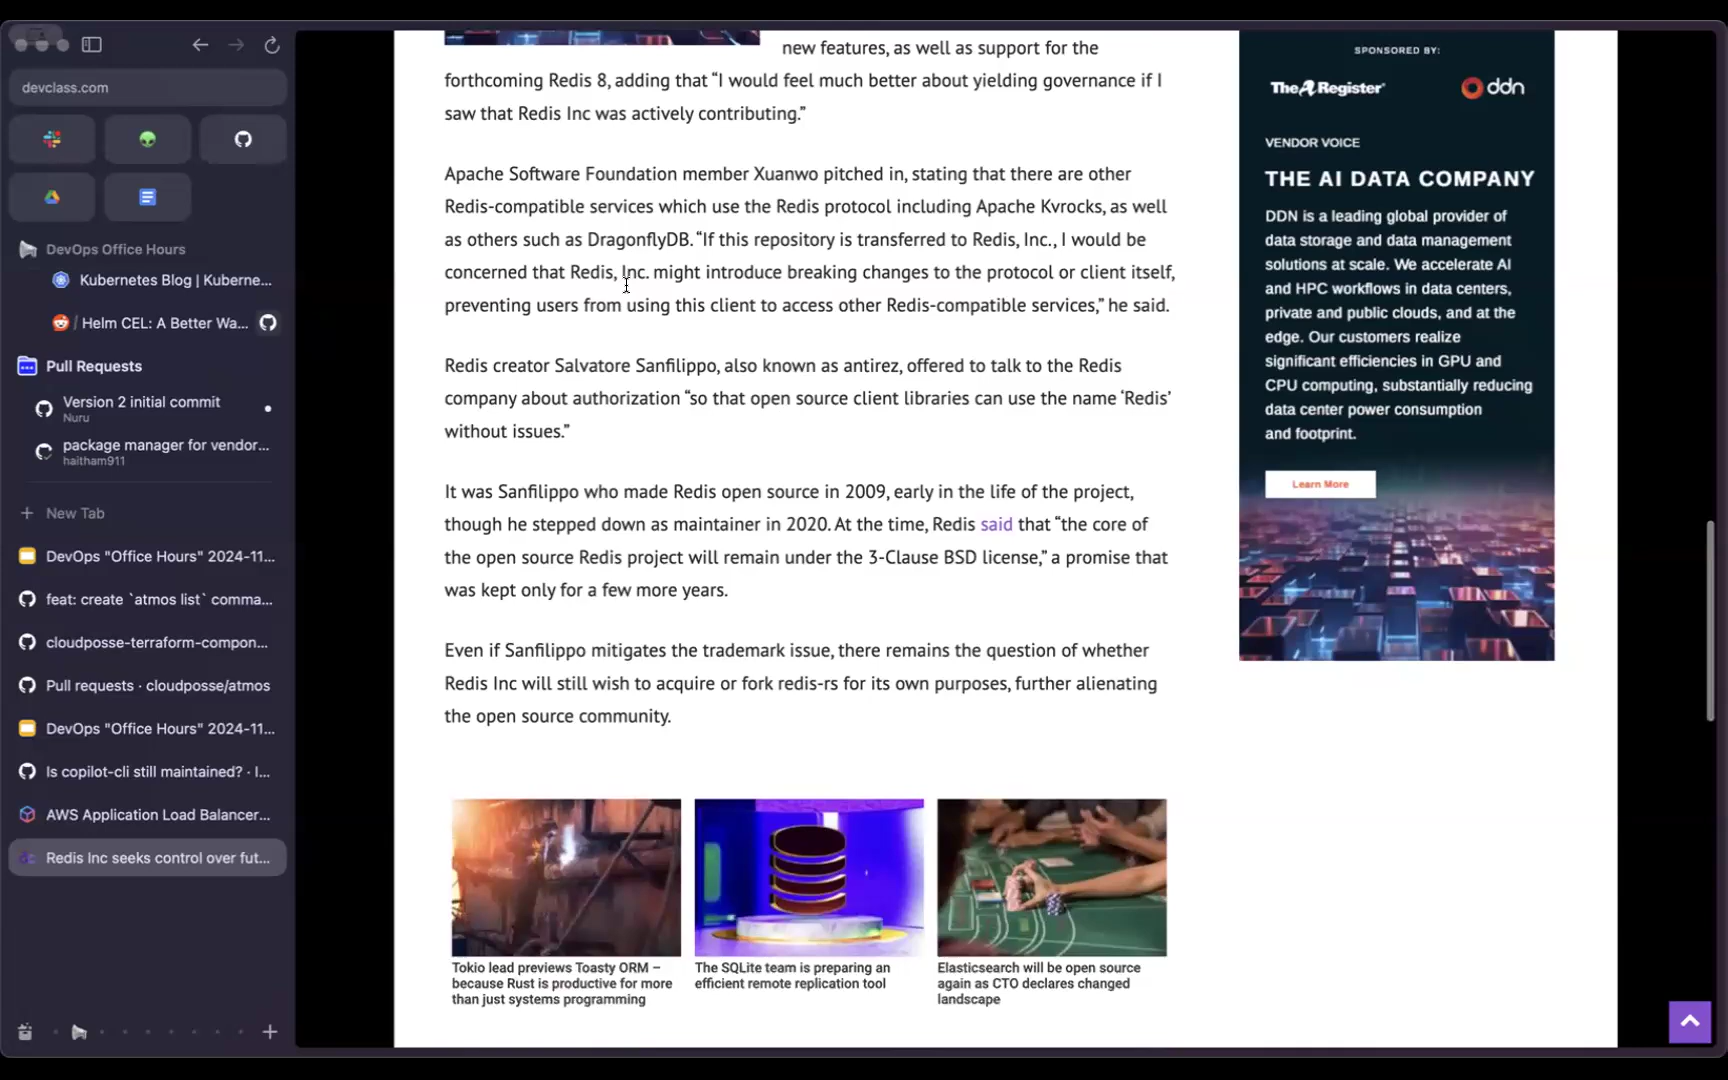 devclass.com
DevOps Office Hours
Kubernetes Blog | Kuberne...
/ Helm CEL: A Better Wa...
Pull Requests
Version 2 initial commit
Nuru
package manager for vendor...
haitham911
New Tab
DevOps "Office Hours" 2024-11...
feat: create `atmos list` comma...
cloudposse-terraform-compon...
Pull requests · cloudposse/atmos
DevOps "Office Hours" 2024-11...
Is copilot-cli still maintained? · I...
AWS Application Load Balancer...
Redis Inc seeks control over fut...
new features, as well as support for the
forthcoming Redis 8, adding that “I would feel much better about yielding governance if I
saw that Redis Inc was actively contributing.”
Apache Software Foundation member Xuanwo pitched in, stating that there are other
Redis-compatible services which use the Redis protocol including Apache Kvrocks, as well
as others such as DragonflyDB. “If this repository is transferred to Redis, Inc., I would be
concerned that Redis, Inc. might introduce breaking changes to the protocol or client itself,
preventing users from using this client to access other Redis-compatible services,” he said.
Redis creator Salvatore Sanfilippo, also known as antirez, offered to talk to the Redis
company about authorization “so that open source client libraries can use the name ‘Redis’
without issues.”
It was Sanfilippo who made Redis open source in 2009, early in the life of the project,
though he stepped down as maintainer in 2020. At the time, Redis said that “the core of
the open source Redis project will remain under the 3-Clause BSD license,” a promise that
was kept only for a few more years.
Even if Sanfilippo mitigates the trademark issue, there remains the question of whether
Redis Inc will still wish to acquire or fork redis-rs for its own purposes, further alienating
the open source community.
Tokio lead previews Toasty ORM –
because Rust is productive for more
than just systems programming
The SQLite team is preparing an
efficient remote replication tool
Elasticsearch will be open source
again as CTO declares changed
landscape
SPONSORED BY:
The Register
ddn
VENDOR VOICE
THE AI DATA COMPANY
DDN is a leading global provider of
data storage and data management
solutions at scale. We accelerate AI
and HPC workflows in data centers,
private and public clouds, and at the
edge. Our customers realize
significant efficiencies in GPU and
CPU computing, substantially reducing
data center power consumption
and footprint.
Learn More